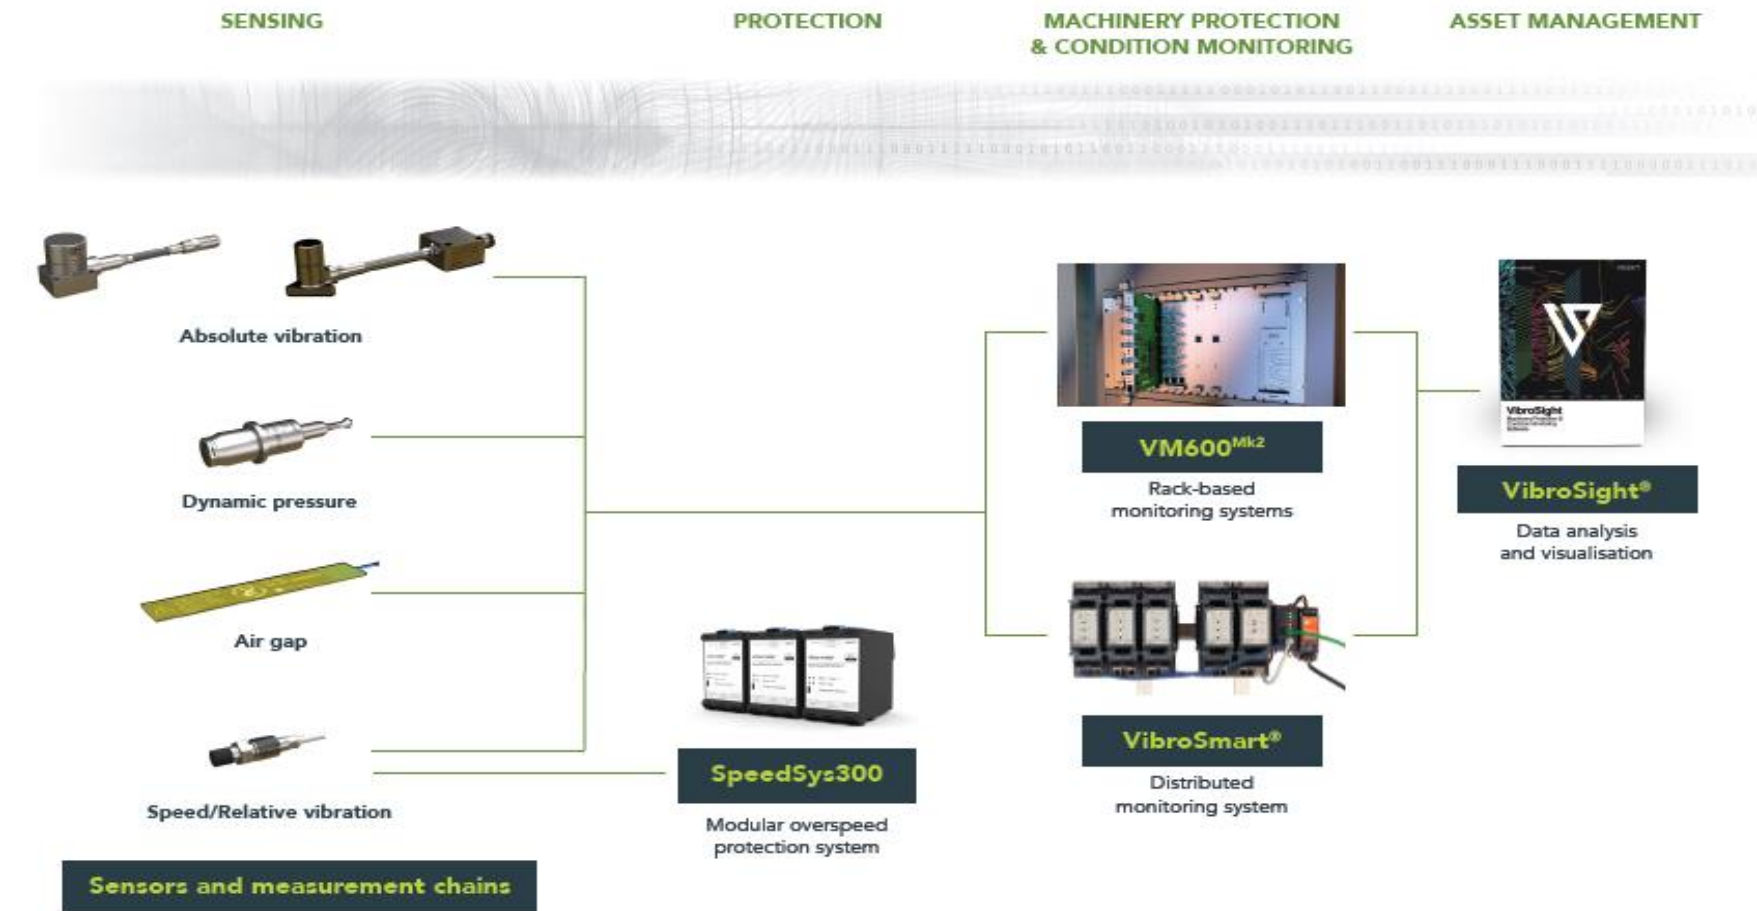 SENSING
PROTECTION
MACHINERY PROTECTION
& CONDITION MONITORING
ASSET MANAGEMENT
Absolute vibration
Dynamic pressure
Air gap
Speed/Relative vibration
Sensors and measurement chains
SpeedSys300
Modular overspeed
protection system
VM600Mk2
Rack-based
monitoring systems
VibroSmart®
Distributed
monitoring system
VibroSight
Software
VibroSight®
Data analysis
and visualisation